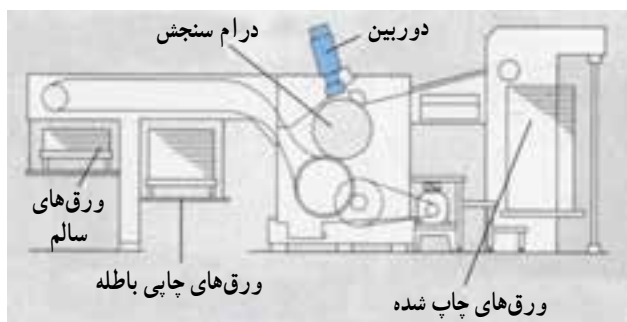 دوربین
درام سنجش
ورق‌های
سالم
ورق‌های چاپی باطله
ورق‌های چاپ شده